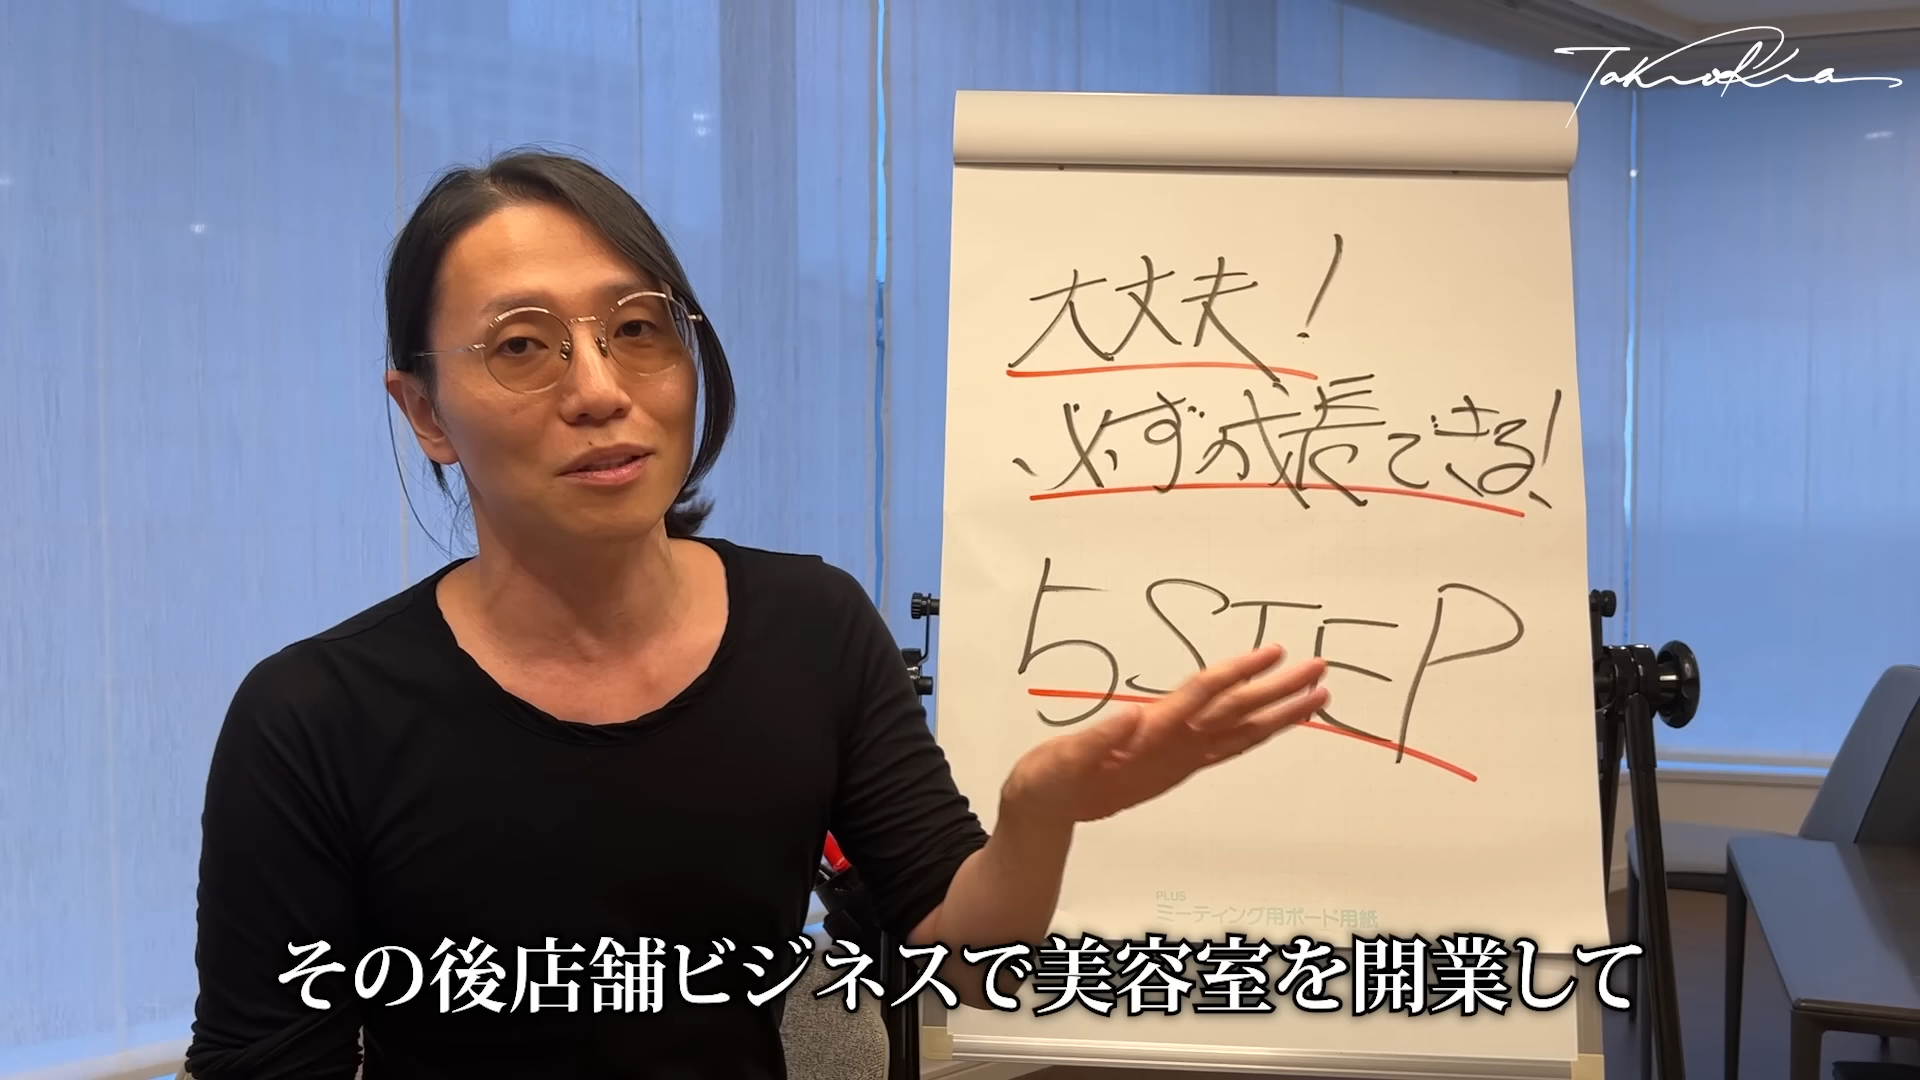 大丈夫!
必ず成長できる!
5STEP
PLUS
ミーティング用ボード用紙
その後店舗ビジネスで美容室を開業して